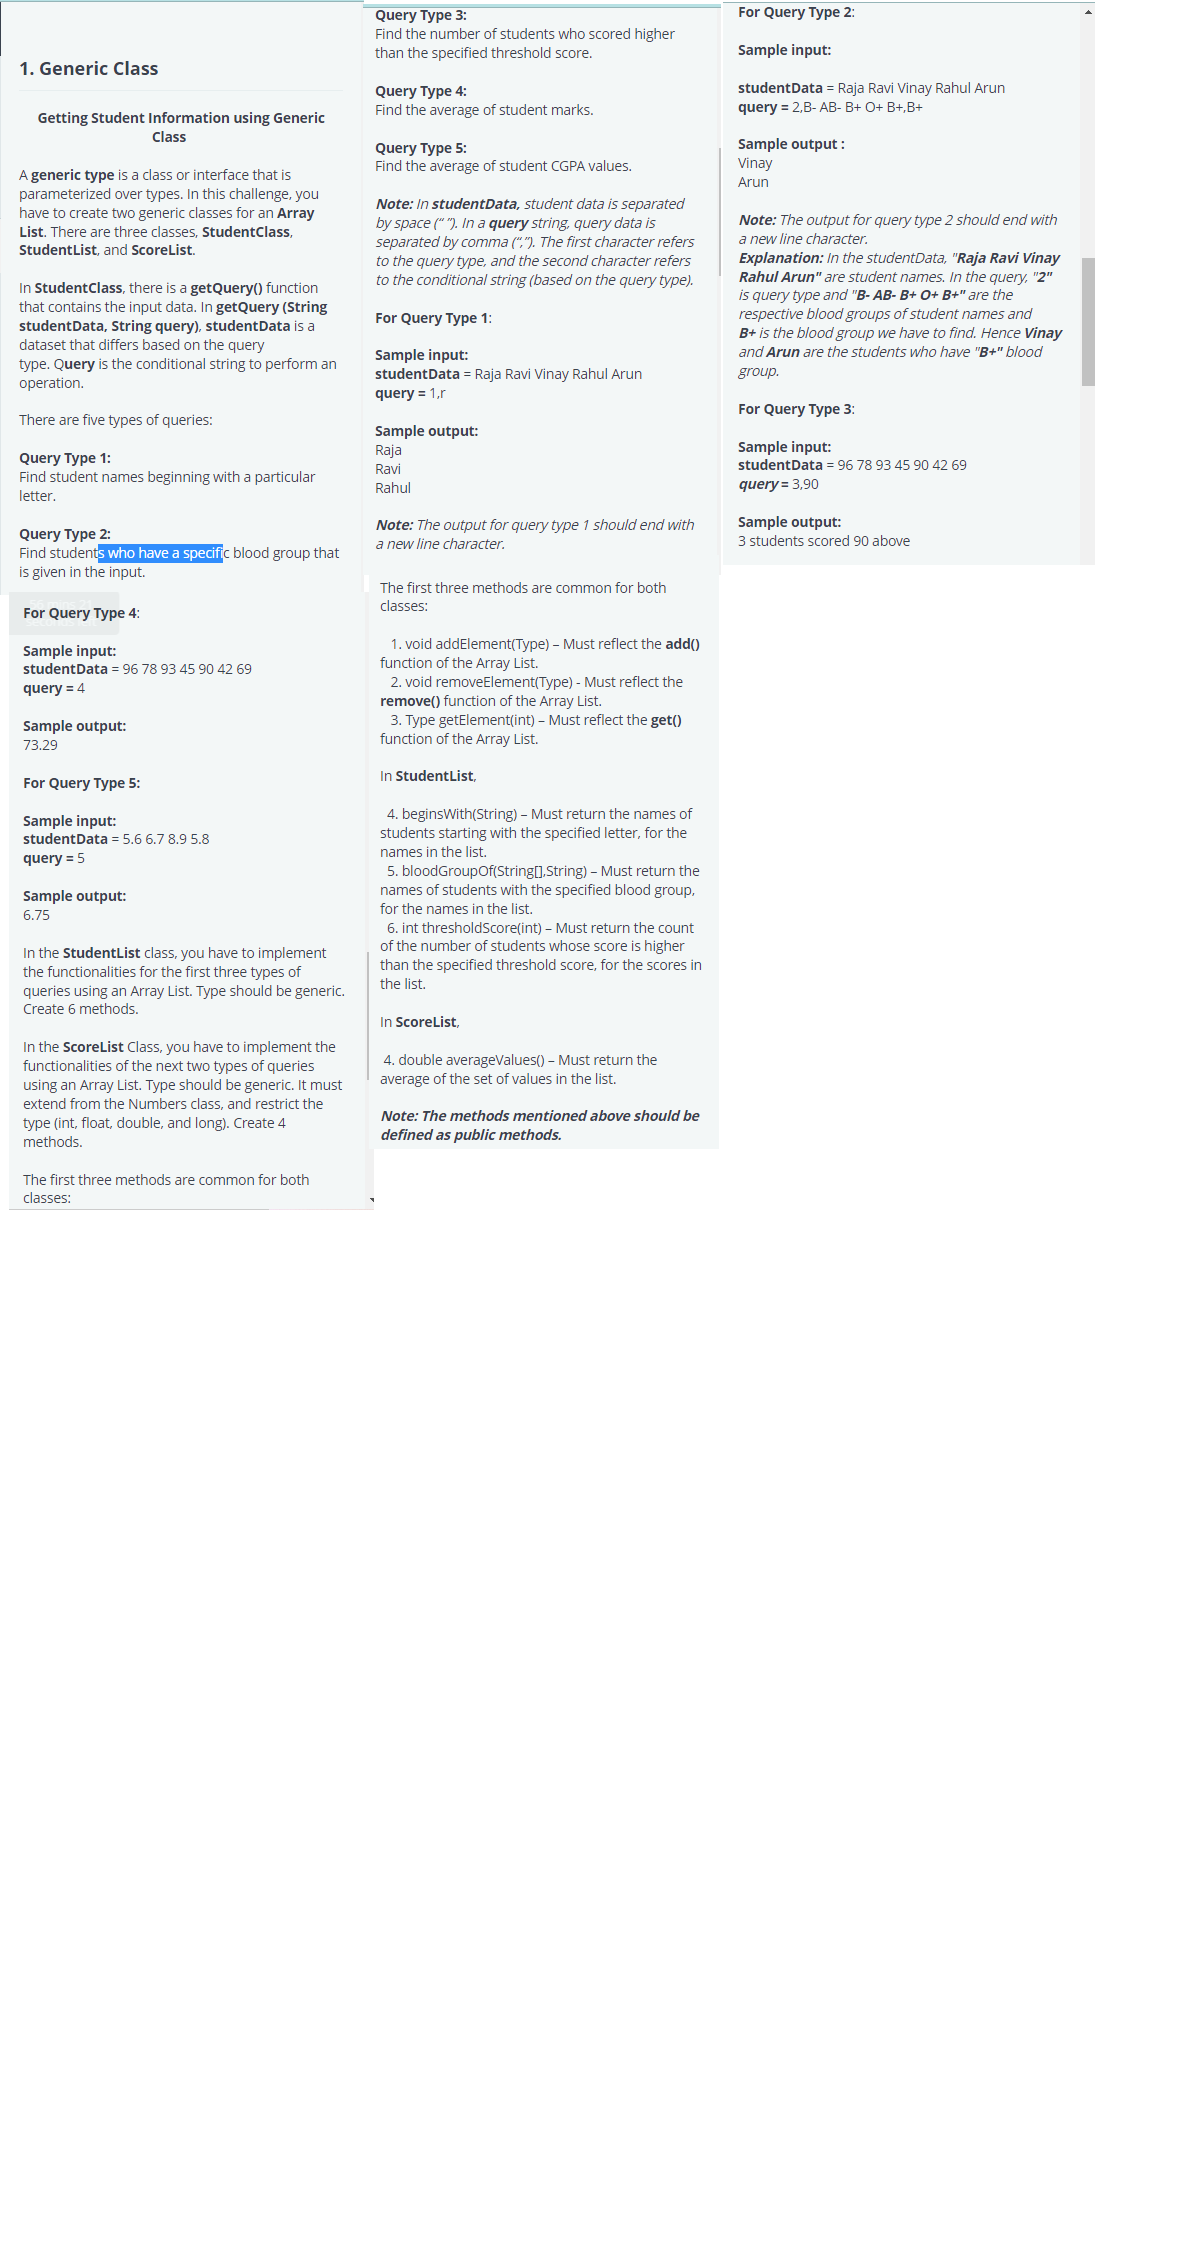 1. Generic Class
Getting Student Information using Generic
Class
A generic type is a class or interface that is
parameterized over types. In this challenge, you
have to create two generic classes for an Array
List. There are three classes, StudentClass,
StudentList, and ScoreList.
In StudentClass, there is a getQuery() function
that contains the input data. In getQuery (String
studentData, String query), studentData is a
dataset that differs based on the query
type. Query is the conditional string to perform an
operation.
There are five types of queries:
Query Type 1:
Find student names beginning with a particular
letter.
Query Type 2:
Find students who have a specific blood group that
is given in the input.
Query Type 3:
Find the number of students who scored higher
than the specified threshold score.
Query Type 4:
Find the average of student marks.
Query Type 5:
Find the average of student CGPA values.
Note: In studentData, student data is separated
by space (“ ”). In a query string, query data is
separated by comma (“,”). The first character refers
to the query type, and the second character refers
to the conditional string (based on the query type).
For Query Type 1:
Sample input:
studentData = Raja Ravi Vinay Rahul Arun
query = 1,r
Sample output:
Raja
Ravi
Rahul
Note: The output for query type 1 should end with
a new line character.
For Query Type 2:
Sample input:
studentData = Raja Ravi Vinay Rahul Arun
query = 2,B- AB- B+ O+ B+,B+
Sample output :
Vinay
Arun
Note: The output for query type 2 should end with
a new line character.
Explanation: In the studentData, "Raja Ravi Vinay
Rahul Arun" are student names. In the query, "2"
is query type and "B- AB- B+ O+ B+" are the
respective blood groups of student names and
B+ is the blood group we have to find. Hence Vinay
and Arun are the students who have "B+" blood
group.
For Query Type 3:
Sample input:
studentData = 96 78 93 45 90 42 69
query = 3,90
Sample output:
3 students scored 90 above
For Query Type 4:
Sample input:
studentData = 96 78 93 45 90 42 69
query = 4
Sample output:
73.29
For Query Type 5:
Sample input:
studentData = 5.6 6.7 8.9 5.8
query = 5
Sample output:
6.75
In the StudentList class, you have to implement
the functionalities for the first three types of
queries using an Array List. Type should be generic.
Create 6 methods.
In the ScoreList Class, you have to implement the
functionalities of the next two types of queries
using an Array List. Type should be generic. It must
extend from the Numbers class, and restrict the
type (int, float, double, and long). Create 4
methods.
The first three methods are common for both
classes:
The first three methods are common for both
classes:
1. void addElement(Type) – Must reflect the add()
function of the Array List.
2. void removeElement(Type) - Must reflect the
remove() function of the Array List.
3. Type getElement(int) – Must reflect the get()
function of the Array List.
In StudentList,
4. beginsWith(String) – Must return the names of
students starting with the specified letter, for the
names in the list.
5. bloodGroupOf(String[],String) – Must return the
names of students with the specified blood group,
for the names in the list.
6. int thresholdScore(int) – Must return the count
of the number of students whose score is higher
than the specified threshold score, for the scores in
the list.
In ScoreList,
4. double averageValues() – Must return the
average of the set of values in the list.
Note: The methods mentioned above should be
defined as public methods.